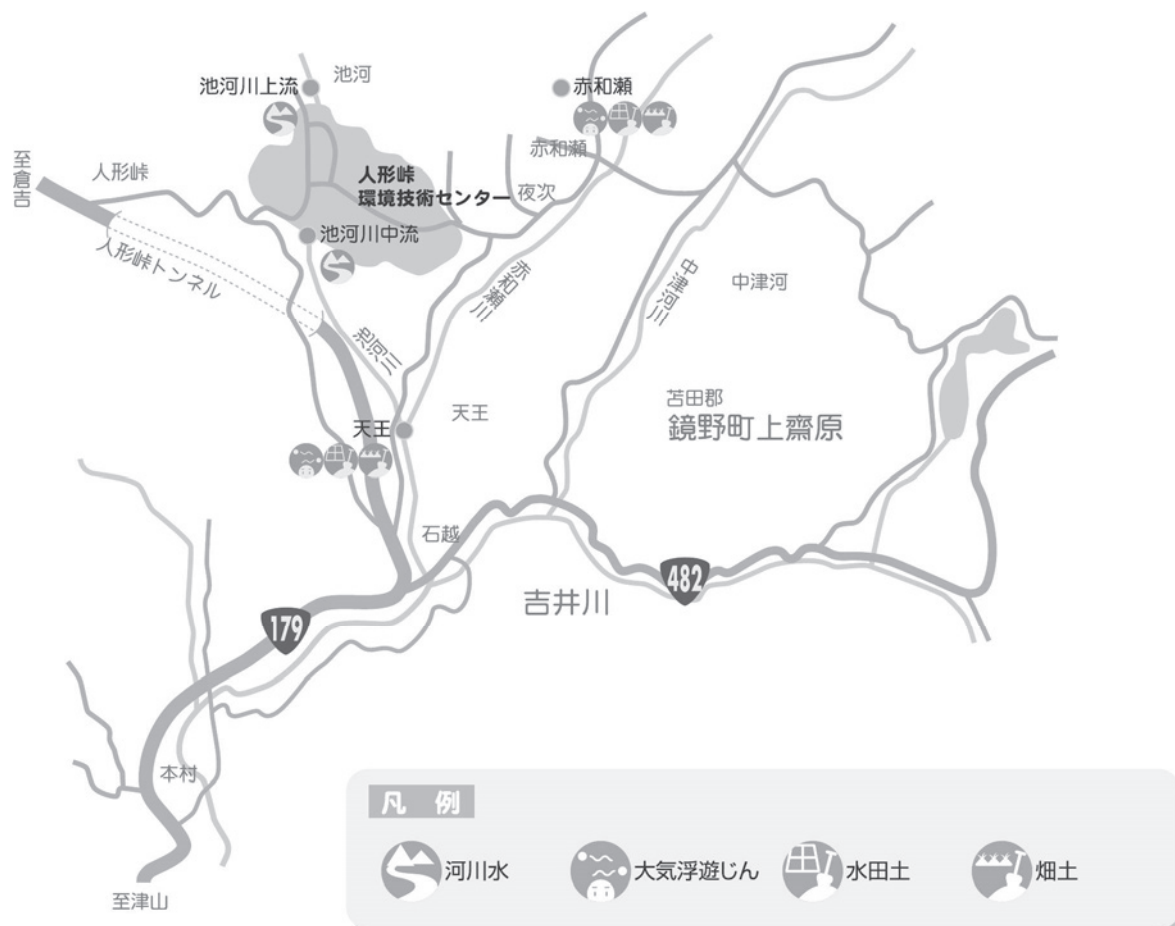 池河川上流
池河
赤和瀬
至倉吉
人形峠
赤和瀬
人形峠
環境技術センター
夜次
池河川中流
人形峠トンネル
赤和瀬川
中津河川
中津河
池河川
苫田郡
鏡野町上齋原
天王
天王
石越
482
吉井川
179
本村
至津山
凡 例
河川水
大気浮遊じん
水田土
畑土